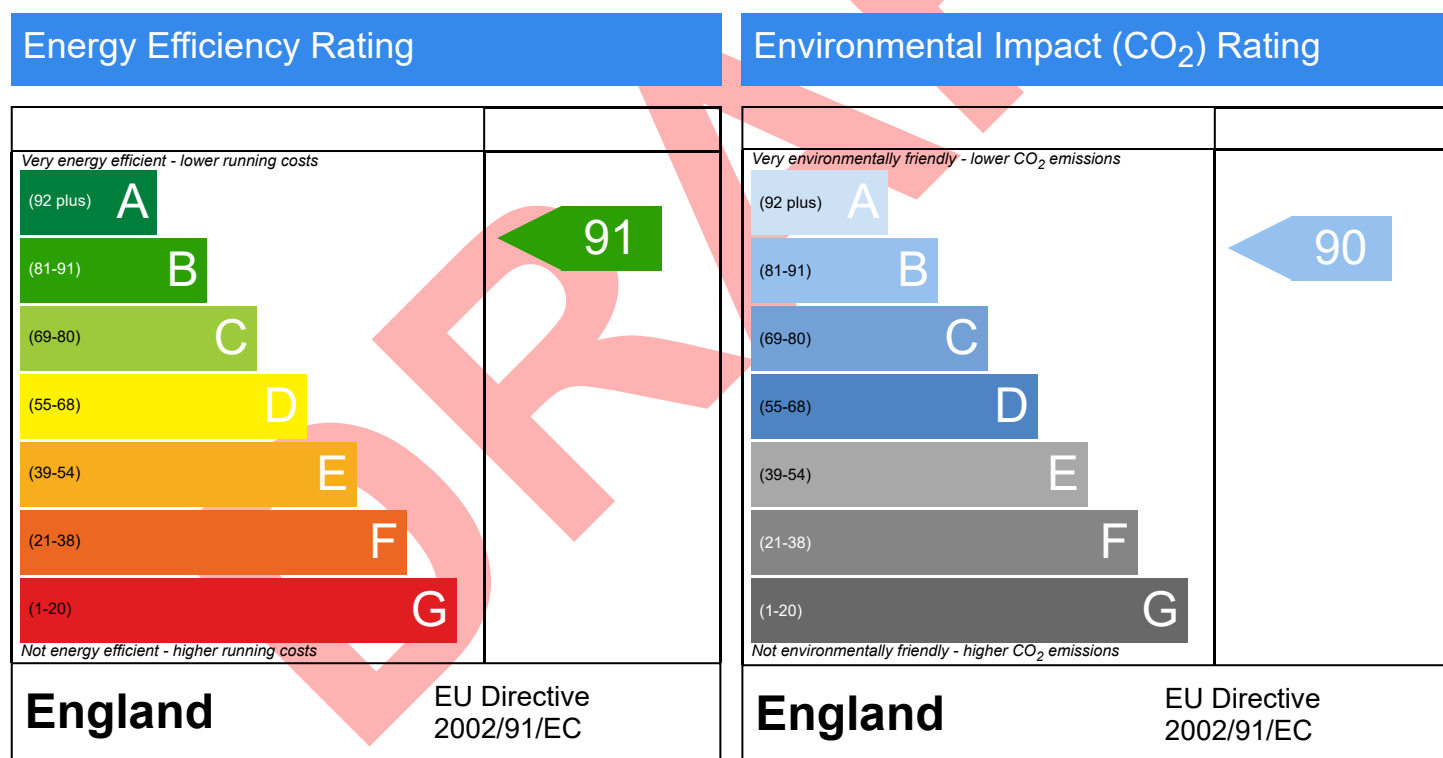 Energy Efficiency Rating
Very energy efficient - lower running costs
(92 plus) A
(81-91) B
(69-80) C
(55-68) D
(39-54) E
(21-38) F
(1-20) G
Not energy efficient - higher running costs
91
England
EU Directive
2002/91/EC
Environmental Impact (CO2) Rating
Very environmentally friendly - lower CO2 emissions
(92 plus) A
(81-91) B
(69-80) C
(55-68) D
(39-54) E
(21-38) F
(1-20) G
Not environmentally friendly - higher CO2 emissions
90
England
EU Directive
2002/91/EC